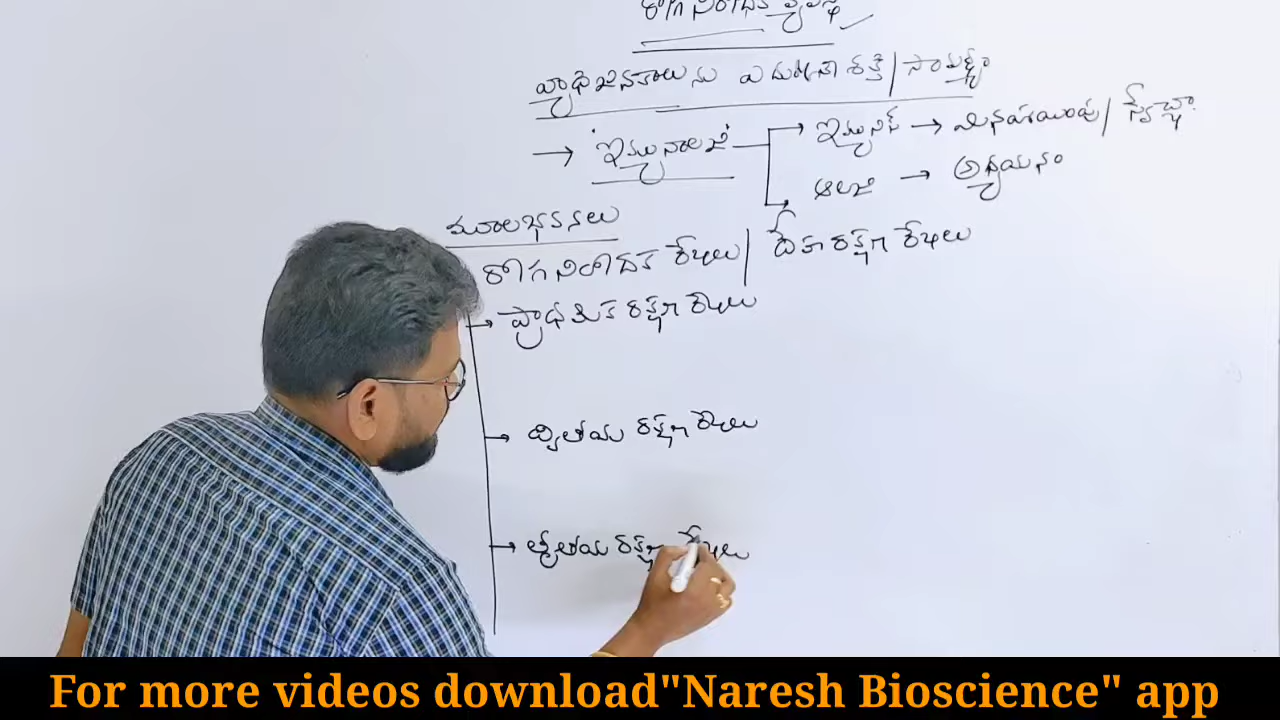 రోగ నిరోధక వ్యవస్థ
వ్యాధి జనకాలను ఎదుర్కొనే శక్తి / సామర్థ్యం
→ 'ఇమ్యునాలజీ' ఇమ్యునిస్ → మినహాయింపు / స్వేచ్ఛ
ఆలజీ → అధ్యయనం
మూలభావనలు
రోగ నిరోధక రేఖలు / దేహ రక్షణ రేఖలు
→ ప్రాథమిక రక్షణ రేఖలు
→ ద్వితీయ రక్షణ రేఖలు
→ తృతీయ రక్షణ రేఖలు
For more videos download"Naresh Bioscience" app